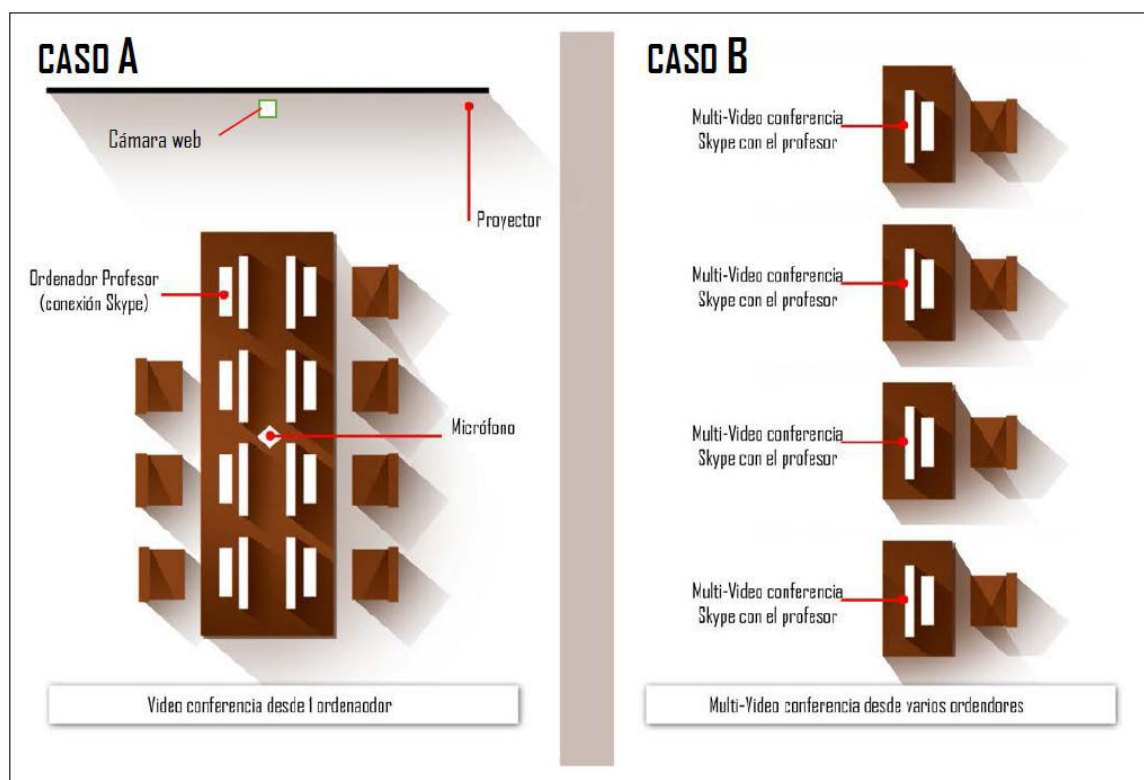 CASO A
Cámara web
Proyector
Ordenador Profesor
(conexión Skype)
Micrófono
Video conferencia desde 1 ordenaodor
CASO B
Multi-Video conferencia
Skype con el profesor
Multi-Video conferencia
Skype con el profesor
Multi-Video conferencia
Skype con el profesor
Multi-Video conferencia
Skype con el profesor
Multi-Video conferencia desde varios ordendores